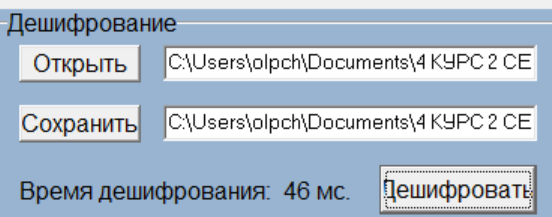 Дешифрование
Открыть C:\Users\olpch\Documents\4 КУРС 2 СЕ
Сохранить C:\Users\olpch\Documents\4 КУРС 2 СЕ
Время дешифрования: 46 мс. Дешифровать